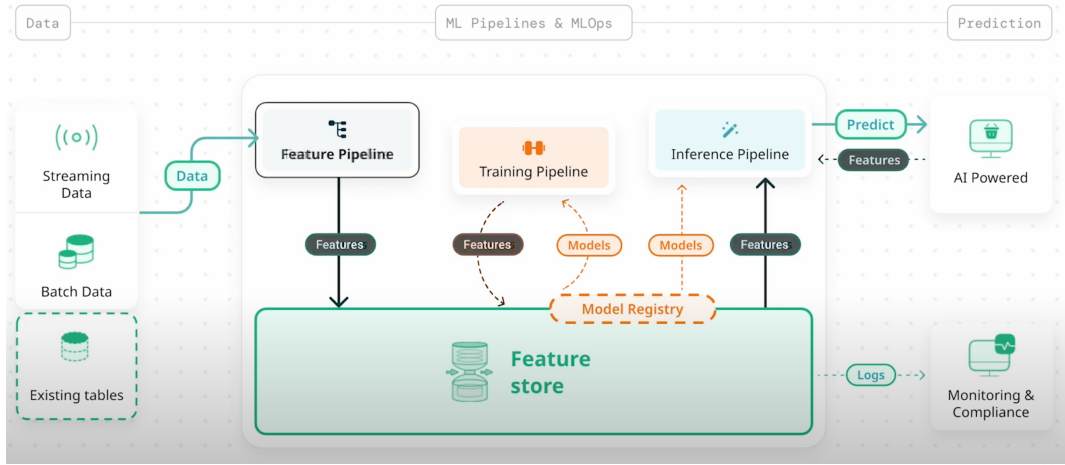 Data
ML Pipelines & MLOps
Prediction
Streaming
Data
Batch Data
Existing tables
Data
Feature Pipeline
Training Pipeline
Inference Pipeline
Predict
Features
AI Powered
Features
Features
Models
Models
Features
Model Registry
Feature
store
Logs
Monitoring &
Compliance